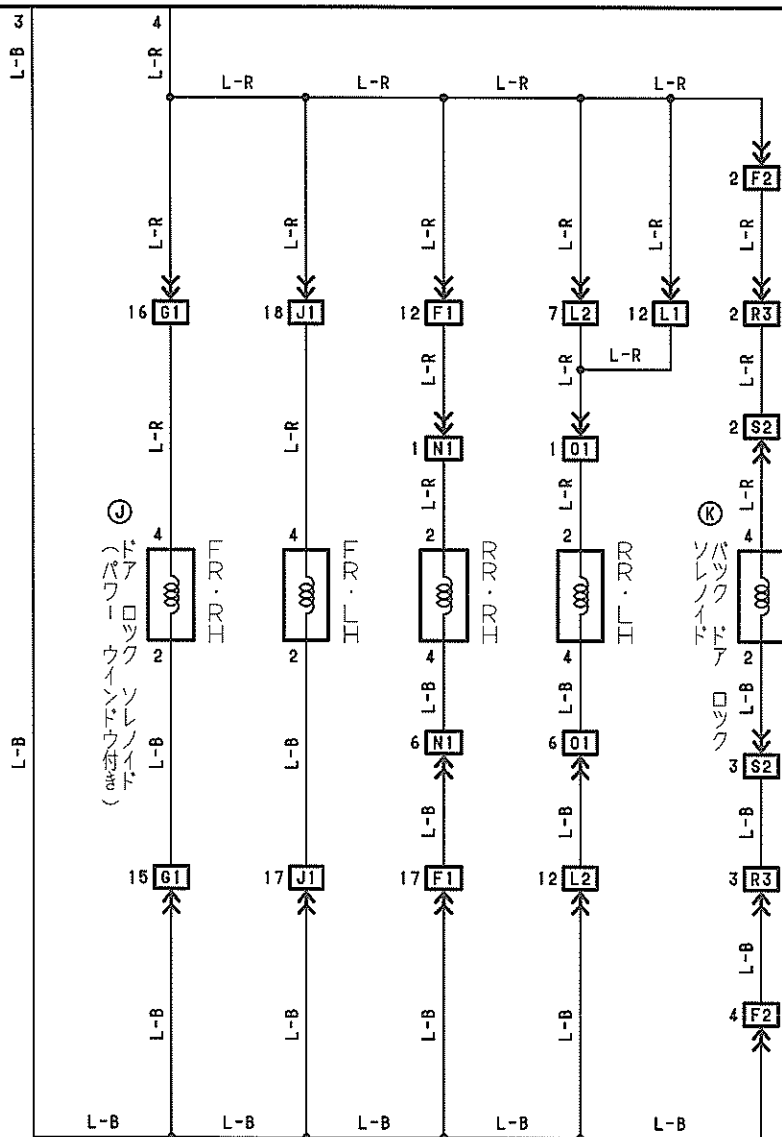 3
4
L-B
L-R
L-R
L-R
L-R
L-R
2 F2
L-R
L-R
L-R
L-R
L-R
L-R
16 G1
18 J1
12 F1
7 L2
12 L1
2 R3
L-R
L-R
L-R
L-R
L-R
L-R
2 S2
1 N1
1 O1
L-R
L-R
L-R
Ⓙ
ドア ロック ソレノイド
(パワー ウインドウ付き)
4
2
FR・RH
4
2
FR・LH
2
4
RR・RH
2
4
RR・LH
Ⓚ
バック ドア ロック
ソレノイド
4
2
L-B
L-B
L-B
L-B
L-B
L-B
6 N1
6 O1
3 S2
L-B
L-B
L-B
15 G1
17 J1
17 F1
12 L2
3 R3
L-B
4 F2
L-B
L-B
L-B
L-B
L-B
L-B
L-B
L-B
L-B